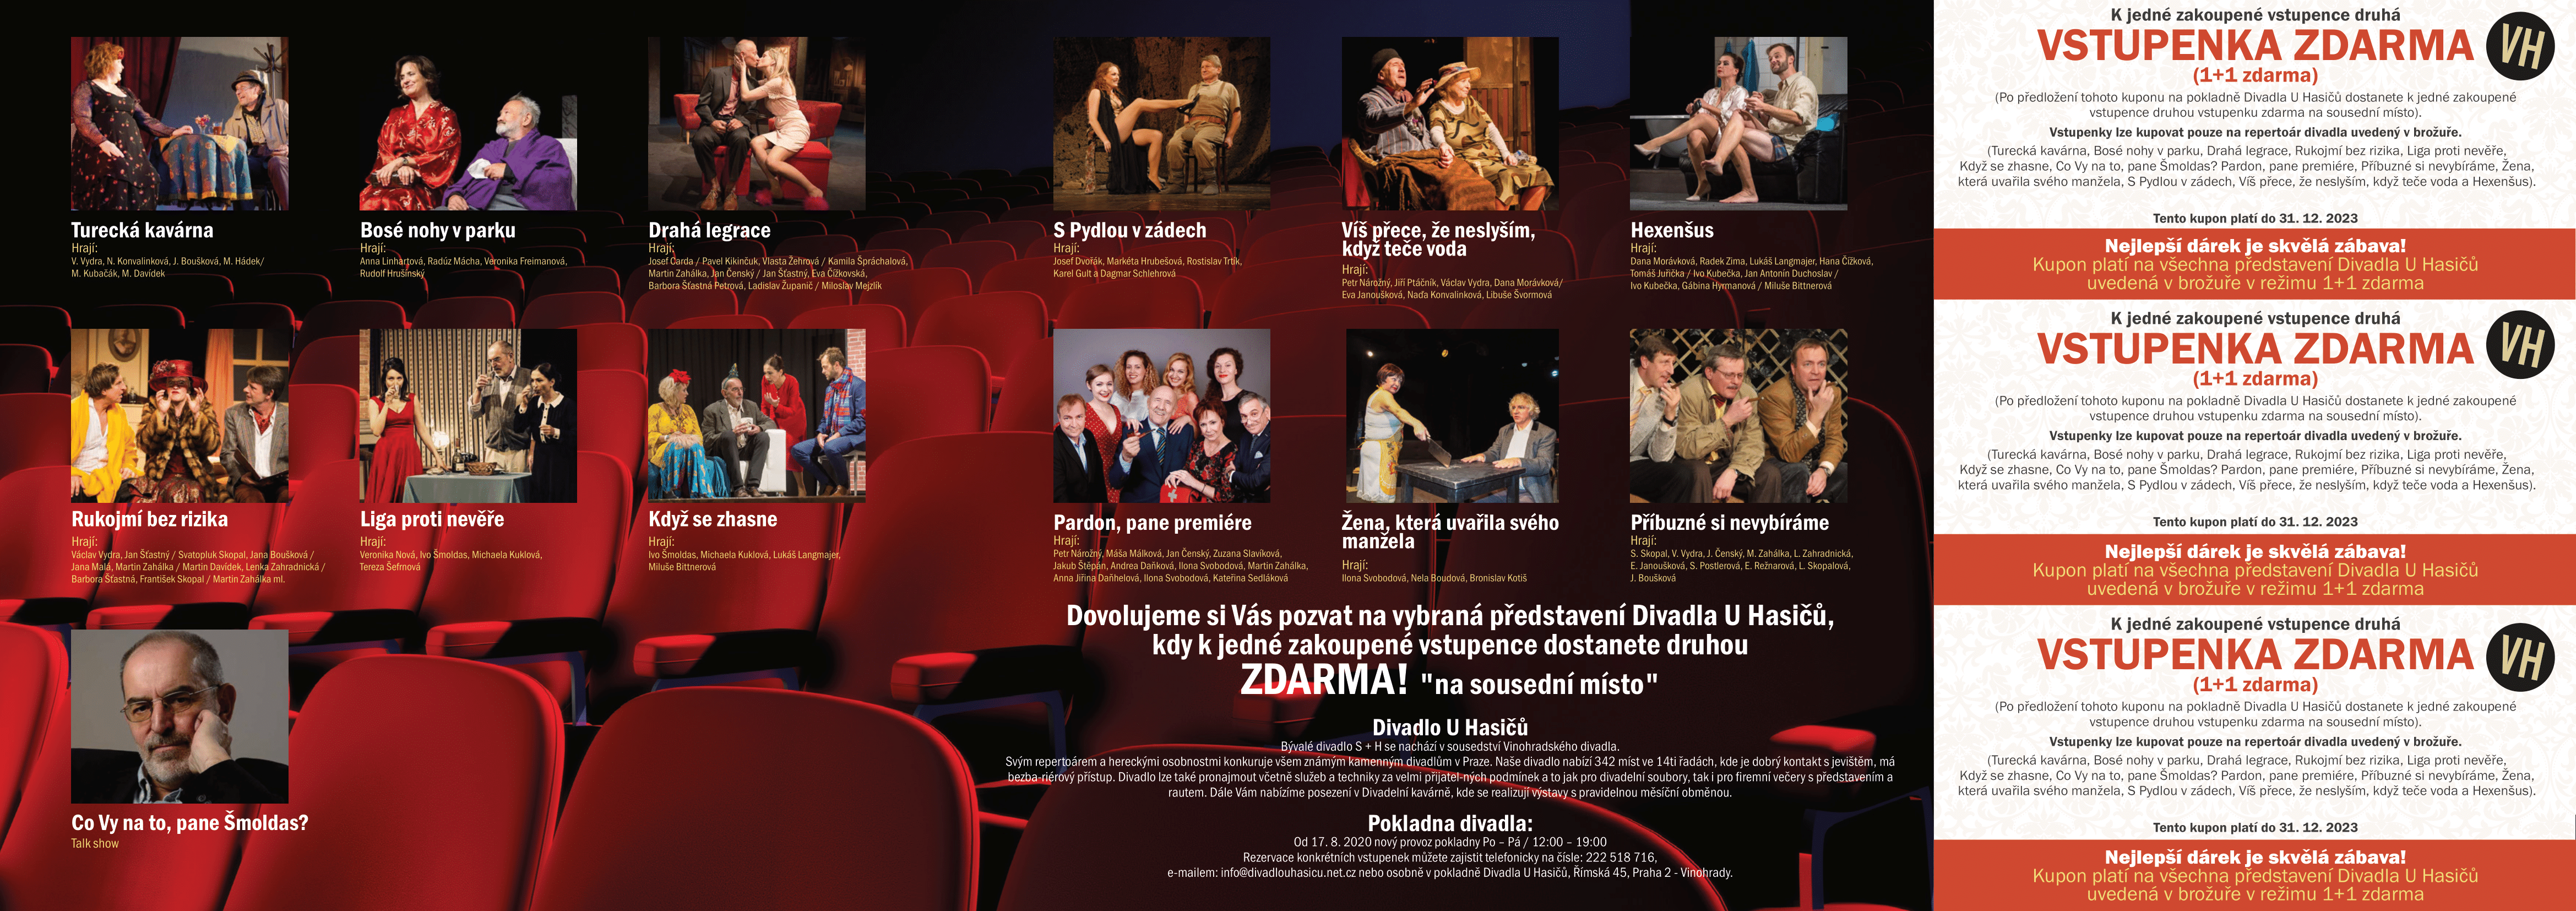 Turecká kavárna
Hrají:
V. Vydra, N. Konvalinková, J. Boušková, M. Hádek/
M. Kubačák, M. Davídek
Bosé nohy v parku
Hrají:
Anna Linhartová, Radúz Mácha, Veronika Freimanová,
Rudolf Hrušínský
Drahá legrace
Hrají:
Josef Carda / Pavel Kikinčuk, Vlasta Žehrová / Kamila Špráchalová,
Martin Zahálka, Jan Čenský / Jan Šťastný, Eva Čížkovská,
Barbora Šťastná Petrová, Ladislav Županič / Miloslav Mejzlík
S Pydlou v zádech
Hrají:
Josef Dvořák, Markéta Hrubešová, Rostislav Trtík,
Karel Gult a Dagmar Schlehrová
Víš přece, že neslyším,
když teče voda
Hrají:
Petr Nárožný, Jiří Ptáčník, Václav Vydra, Dana Morávková/
Eva Janoušková, Naďa Konvalinková, Libuše Švormová
Hexenšus
Hrají:
Dana Morávková, Radek Zima, Lukáš Langmajer, Hana Čížková,
Tomáš Juřička / Ivo Kubečka, Jan Antonín Duchoslav /
Ivo Kubečka, Gábina Hyrmanová / Miluše Bittnerová
Rukojmí bez rizika
Hrají:
Václav Vydra, Jan Šťastný / Svatopluk Skopal, Jana Boušková /
Jana Malá, Martin Zahálka / Martin Davídek, Lenka Zahradnická /
Barbora Šťastná, František Skopal / Martin Zahálka ml.
Liga proti nevěře
Hrají:
Veronika Nová, Ivo Šmoldas, Michaela Kuklová,
Tereza Šefrnová
Když se zhasne
Hrají:
Ivo Šmoldas, Michaela Kuklová, Lukáš Langmajer,
Miluše Bittnerová
Pardon, pane premiére
Hrají:
Petr Nárožný, Máša Málková, Jan Čenský, Zuzana Slavíková,
Jakub Štěpán, Andrea Daňková, Ilona Svobodová, Martin Zahálka,
Anna Jiřina Daňhelová, Ilona Svobodová, Kateřina Sedláková
Žena, která uvařila svého
manžela
Hrají:
Ilona Svobodová, Nela Boudová, Bronislav Kotiš
Příbuzné si nevybíráme
Hrají:
S. Skopal, V. Vydra, J. Čenský, M. Zahálka, L. Zahradnická,
E. Janoušková, S. Postlerová, E. Režnarová, L. Skopalová,
J. Boušková
Co Vy na to, pane Šmoldas?
Talk show
Dovolujeme si Vás pozvat na vybraná představení Divadla U Hasičů,
kdy k jedné zakoupené vstupence dostanete druhou
ZDARMA! "na sousední místo"
Divadlo U Hasičů
Bývalé divadlo S + H se nachází v sousedství Vinohradského divadla.
Svým repertoárem a hereckými osobnostmi konkuruje všem známým kamenným divadlům v Praze. Naše divadlo nabízí 342 míst ve 14ti řadách, kde je dobrý kontakt s jevištěm, má
bezba-riérový přístup. Divadlo lze také pronajmout včetně služeb a techniky za velmi přijatel-ných podmínek a to jak pro divadelní soubory, tak i pro firemní večery s představením a
rautem. Dále Vám nabízíme posezení v Divadelní kavárně, kde se realizují výstavy s pravidelnou měsíční obměnou.
Pokladna divadla:
Od 17. 8. 2020 nový provoz pokladny Po – Pá / 12:00 – 19:00
Rezervace konkrétních vstupenek můžete zajistit telefonicky na čísle: 222 518 716,
e-mailem: info@divadlouhasicu.net.cz nebo osobně v pokladně Divadla U Hasičů, Římská 45, Praha 2 - Vinohrady.
K jedné zakoupené vstupence druhá
VSTUPENKA ZDARMA
VH
(1+1 zdarma)
(Po předložení tohoto kuponu na pokladně Divadla U Hasičů dostanete k jedné zakoupené
vstupence druhou vstupenku zdarma na sousední místo).
Vstupenky lze kupovat pouze na repertoár divadla uvedený v brožuře.
(Turecká kavárna, Bosé nohy v parku, Drahá legrace, Rukojmí bez rizika, Liga proti nevěře,
Když se zhasne, Co Vy na to, pane Šmoldas? Pardon, pane premiére, Příbuzné si nevybíráme, Žena,
která uvařila svého manžela, S Pydlou v zádech, Víš přece, že neslyším, když teče voda a Hexenšus).
Tento kupon platí do 31. 12. 2023
Nejlepší dárek je skvělá zábava!
Kupon platí na všechna představení Divadla U Hasičů
uvedená v brožuře v režimu 1+1 zdarma
K jedné zakoupené vstupence druhá
VSTUPENKA ZDARMA
VH
(1+1 zdarma)
(Po předložení tohoto kuponu na pokladně Divadla U Hasičů dostanete k jedné zakoupené
vstupence druhou vstupenku zdarma na sousední místo).
Vstupenky lze kupovat pouze na repertoár divadla uvedený v brožuře.
(Turecká kavárna, Bosé nohy v parku, Drahá legrace, Rukojmí bez rizika, Liga proti nevěře,
Když se zhasne, Co Vy na to, pane Šmoldas? Pardon, pane premiére, Příbuzné si nevybíráme, Žena,
která uvařila svého manžela, S Pydlou v zádech, Víš přece, že neslyším, když teče voda a Hexenšus).
Tento kupon platí do 31. 12. 2023
Nejlepší dárek je skvělá zábava!
Kupon platí na všechna představení Divadla U Hasičů
uvedená v brožuře v režimu 1+1 zdarma
K jedné zakoupené vstupence druhá
VSTUPENKA ZDARMA
VH
(1+1 zdarma)
(Po předložení tohoto kuponu na pokladně Divadla U Hasičů dostanete k jedné zakoupené
vstupence druhou vstupenku zdarma na sousední místo).
Vstupenky lze kupovat pouze na repertoár divadla uvedený v brožuře.
(Turecká kavárna, Bosé nohy v parku, Drahá legrace, Rukojmí bez rizika, Liga proti nevěře,
Když se zhasne, Co Vy na to, pane Šmoldas? Pardon, pane premiére, Příbuzné si nevybíráme, Žena,
která uvařila svého manžela, S Pydlou v zádech, Víš přece, že neslyším, když teče voda a Hexenšus).
Tento kupon platí do 31. 12. 2023
Nejlepší dárek je skvělá zábava!
Kupon platí na všechna představení Divadla U Hasičů
uvedená v brožuře v režimu 1+1 zdarma